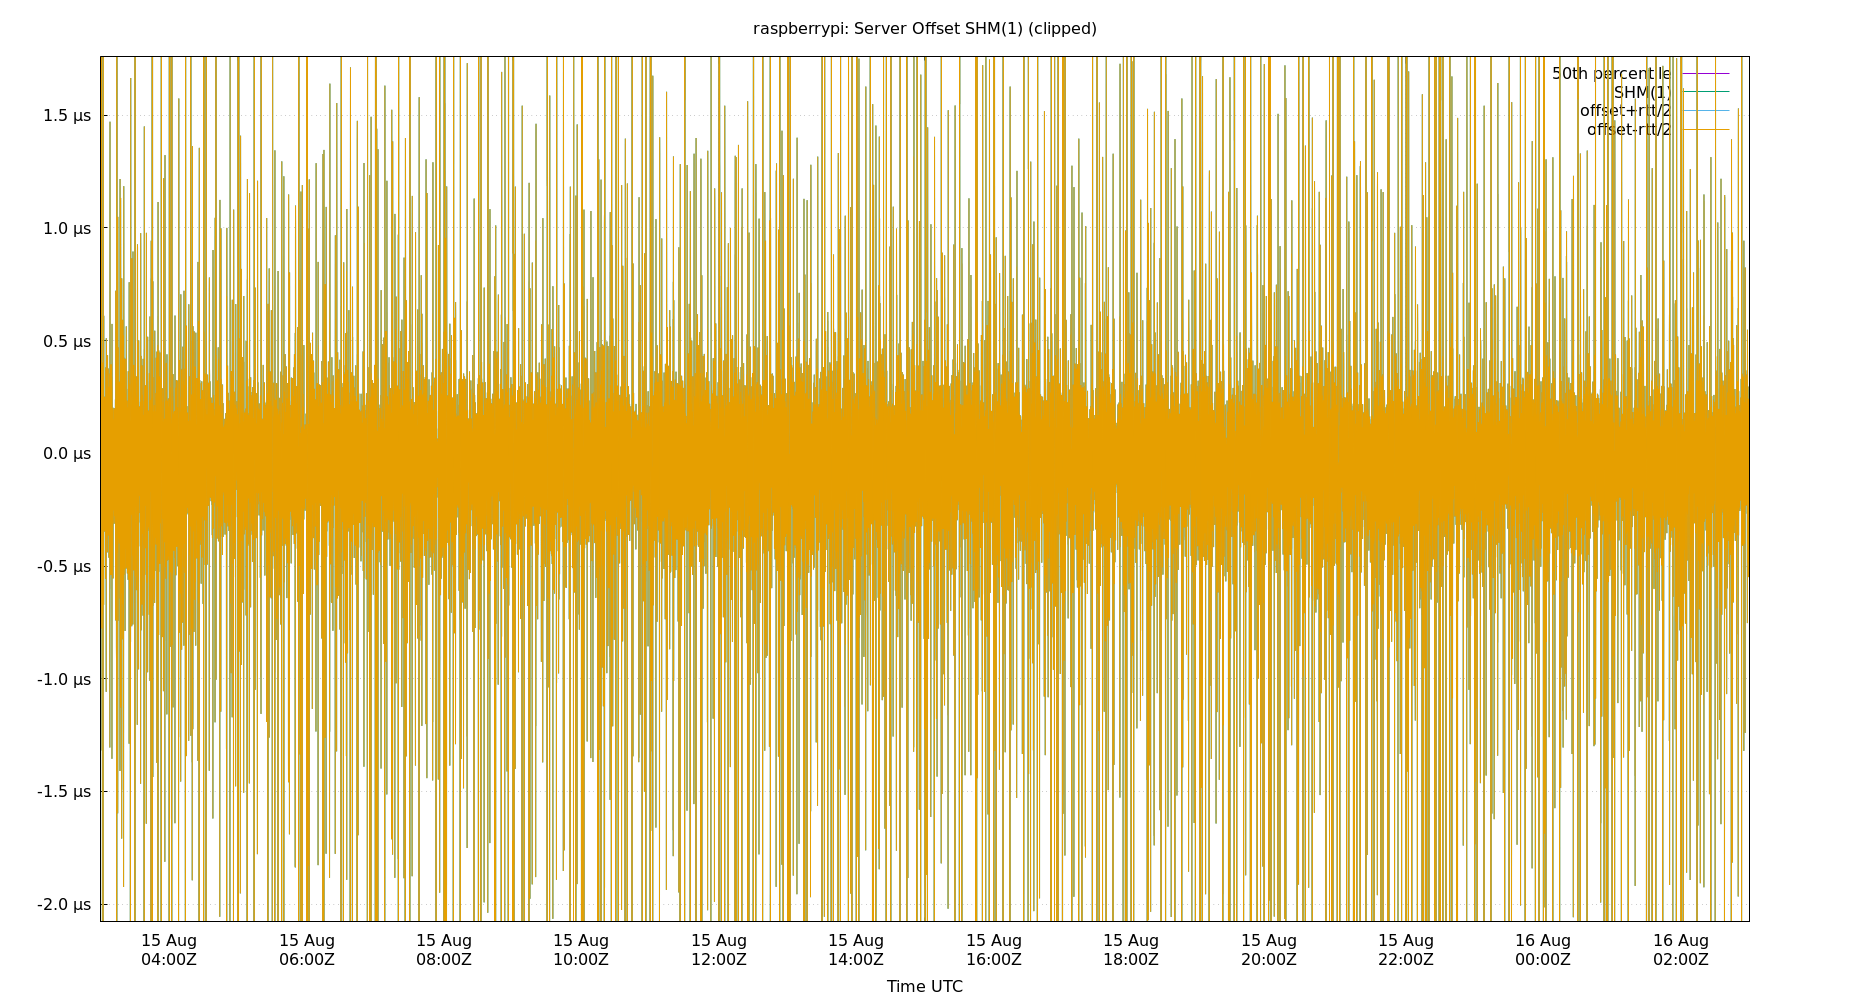 raspberrypi: Server Offset SHM(1) (clipped)
50th percentile
SHM(1)
offset+rtt/2
offset-rtt/2
1.5 µs
1.0 µs
0.5 µs
0.0 µs
-0.5 µs
-1.0 µs
-1.5 µs
-2.0 µs
15 Aug 15 Aug 15 Aug 15 Aug 15 Aug 15 Aug 15 Aug 15 Aug 15 Aug 15 Aug 16 Aug 16 Aug
04:00Z 06:00Z 08:00Z 10:00Z 12:00Z 14:00Z 16:00Z 18:00Z 20:00Z 22:00Z 00:00Z 02:00Z
Time UTC